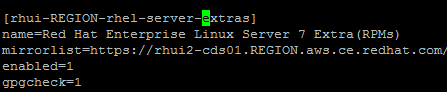 [rhui-REGION-rhel-server-extras]
name=Red Hat Enterprise Linux Server 7 Extra(RPMs)
mirrorlist=https://rhui2-cds01.REGION.aws.ce.redhat.com/
enabled=1
gpgcheck=1